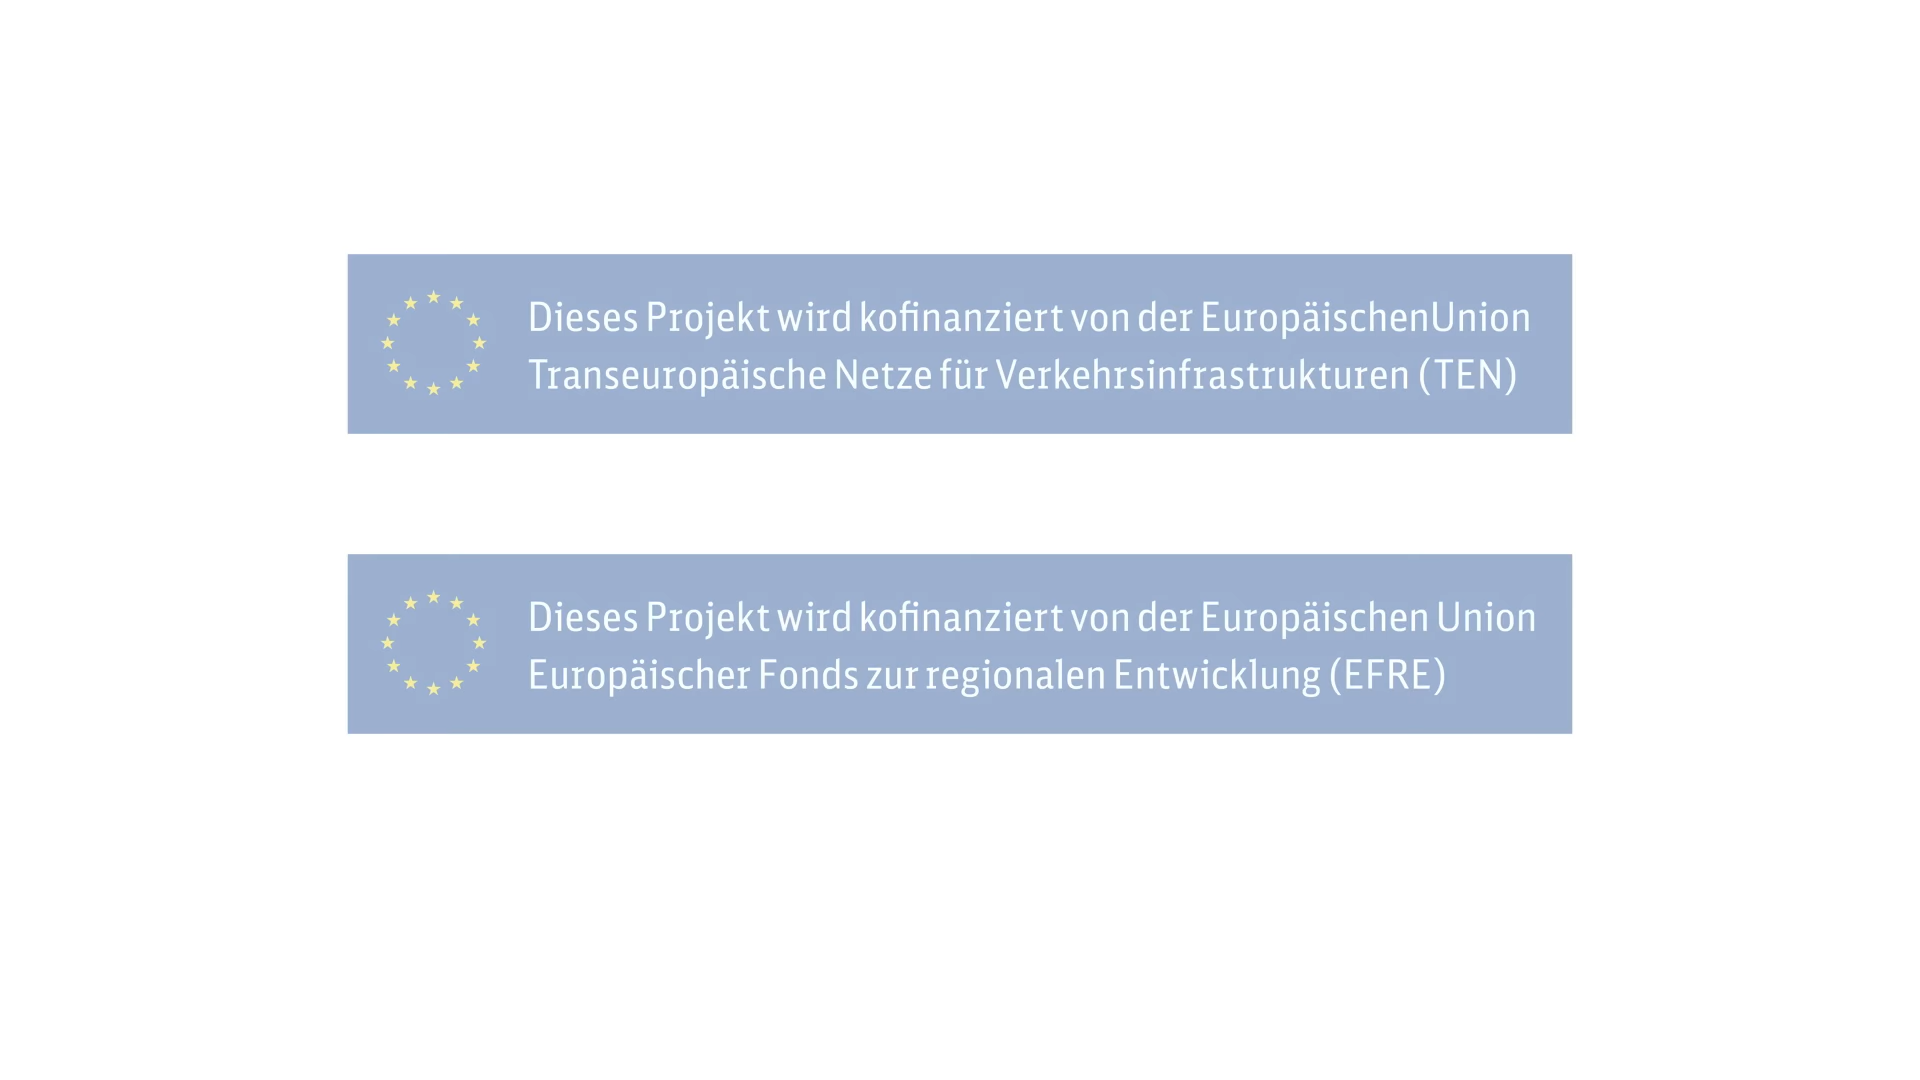 Dieses Projekt wird kofinanziert von der EuropäischenUnion
Transeuropäische Netze für Verkehrsinfrastrukturen (TEN)
Dieses Projekt wird kofinanziert von der Europäischen Union
Europäischer Fonds zur regionalen Entwicklung (EFRE)